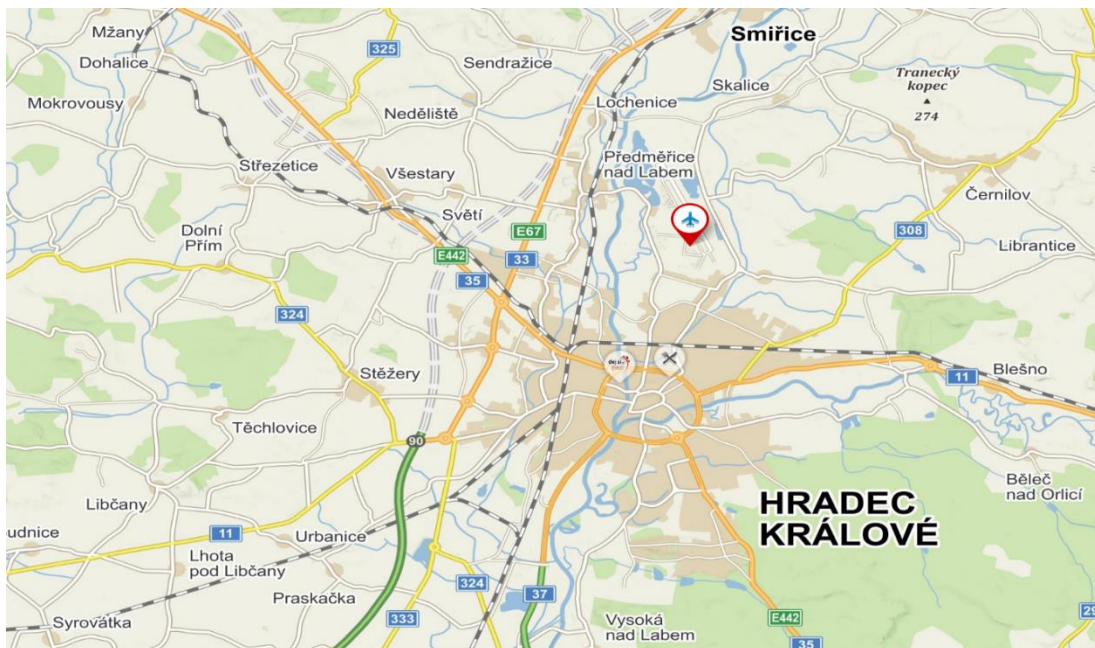 Mžany
325
Smiřice
Dohalice
Sendražice
Skalice
Tranecký
kopec
274
Mokrovousy
Neděliště
Lochenice
Předměřice
nad Labem
Střezetice
Všestary
Černilov
Světí
Dolní
Přím
E67
308
Librantice
E442
33
35
324
Blešno
Stěžery
11
Těchlovice
90
Běleč
nad Orlicí
Libčany
HRADEC
KRÁLOVÉ
udnice
11
Urbanice
Lhota
pod Libčany
324
37
Praskačka
333
Vysoká
nad Labem
E442
29
Syrovátka
35